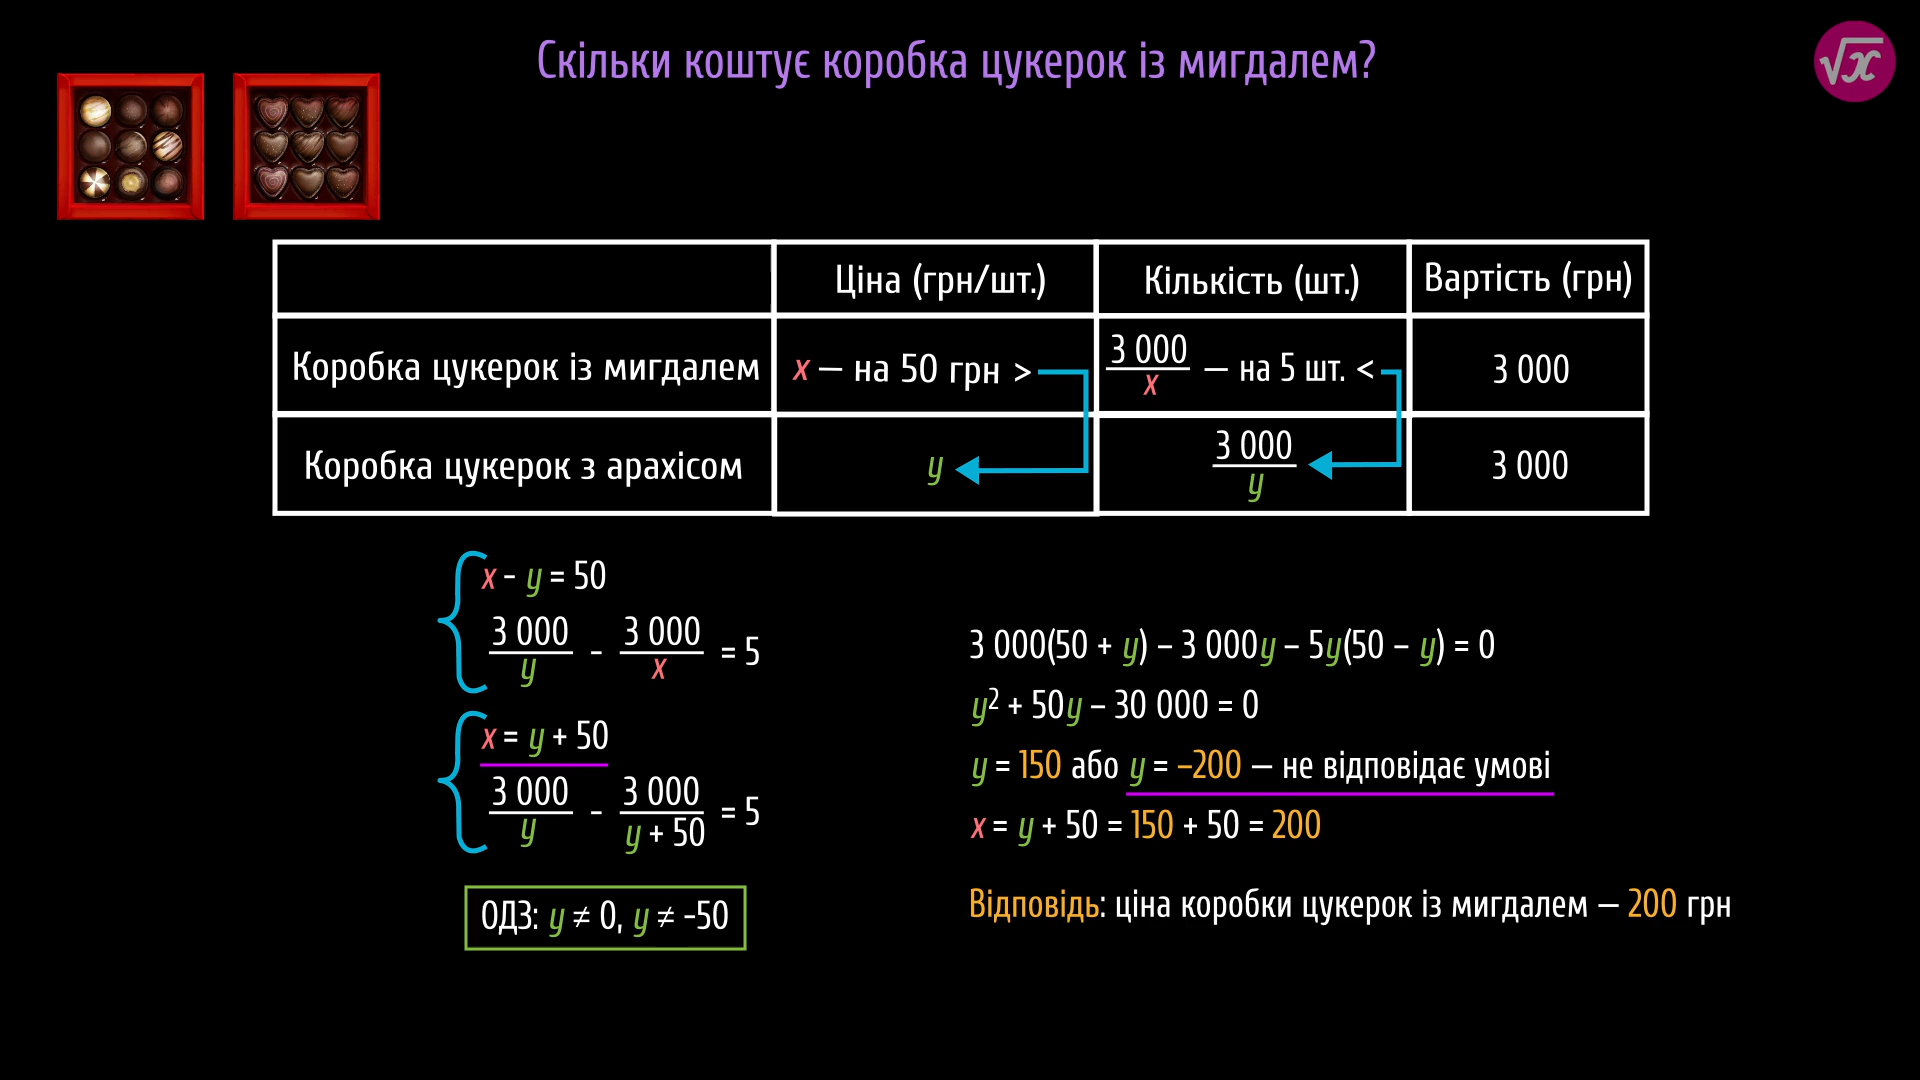 Скільки коштує коробка цукерок із мигдалем?
√x
Ціна (грн/шт.) Кількість (шт.) Вартість (грн)
Коробка цукерок із мигдалем x — на 50 грн > 3 000/x — на 5 шт. < 3 000
Коробка цукерок з арахісом y 3 000/y 3 000
x - y = 50
3 000/y - 3 000/x = 5
x = y + 50
3 000/y - 3 000/(y + 50) = 5
ОДЗ: y ≠ 0, y ≠ -50
3 000(50 + y) – 3 000y – 5y(50 – y) = 0
y² + 50y – 30 000 = 0
y = 150 або y = –200 — не відповідає умові
x = y + 50 = 150 + 50 = 200
Відповідь: ціна коробки цукерок із мигдалем — 200 грн